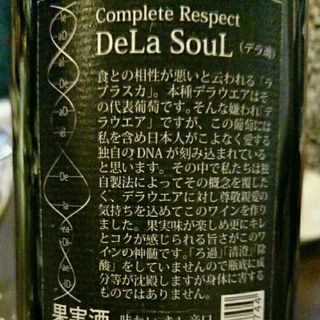 Complete Respect
DeLa SouL（デラ魂）
食との相性が悪いと云われる「ラ
ブラスカ」。本種デラウエアはそ
の代表葡萄です。そんな嫌われ「デ
ラウエア」ですが、この葡萄には
私を含め日本人がこよなく愛する
独自のDNAが刻み込まれている
と思います。その中で私たちは独
自製法によってその概念を覆した
く、デラウエアに対し尊敬親愛の
気持ちを込めてこのワインを作り
ました。果実味が楽しめ更にキレ
とコクが感じられる旨さがこのワ
インの神髄です。「ろ過」「清澄」「除
酸」をしていませんので瓶底に成
分等が沈殿しますが身体に害する
ものではありません。
果実酒